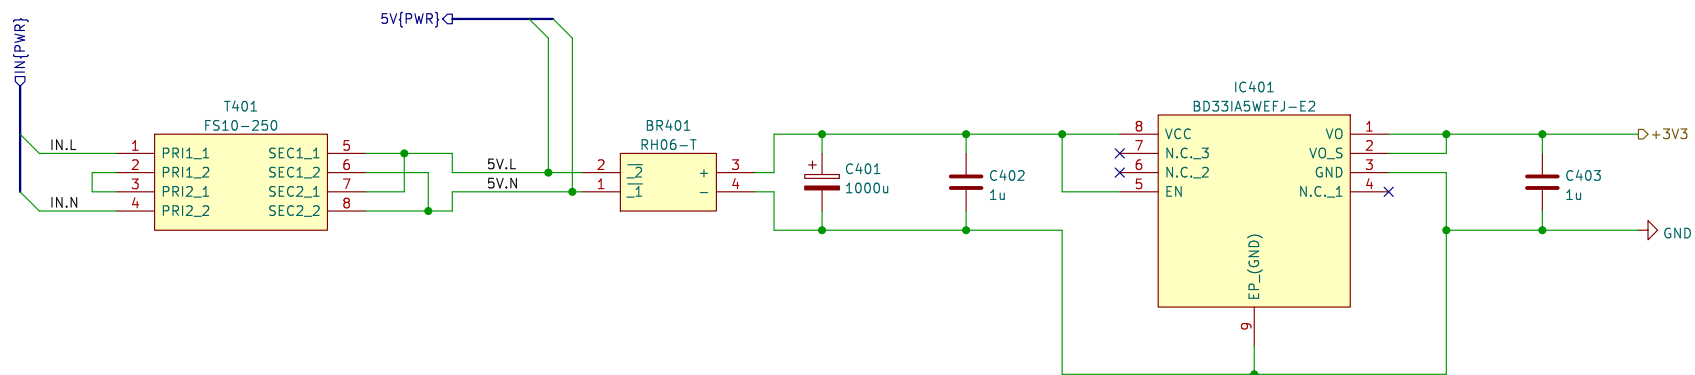 IN{PWR}
5V{PWR}
T401
FS10-250
IN.L
IN.N
1
2
3
4
PRI1_1
PRI1_2
PRI2_1
PRI2_2
SEC1_1
SEC1_2
SEC2_1
SEC2_2
5
6
7
8
5V.L
5V.N
BR401
RH06-T
2
1
_2
_1
+
-
3
4
+
C401
1000u
C402
1u
IC401
BD33IA5WEFJ-E2
8
7
6
5
VCC
N.C._3
N.C._2
EN
VO
VO_S
GND
N.C._1
1
2
3
4
EP_(GND)
9
C403
1u
+3V3
GND